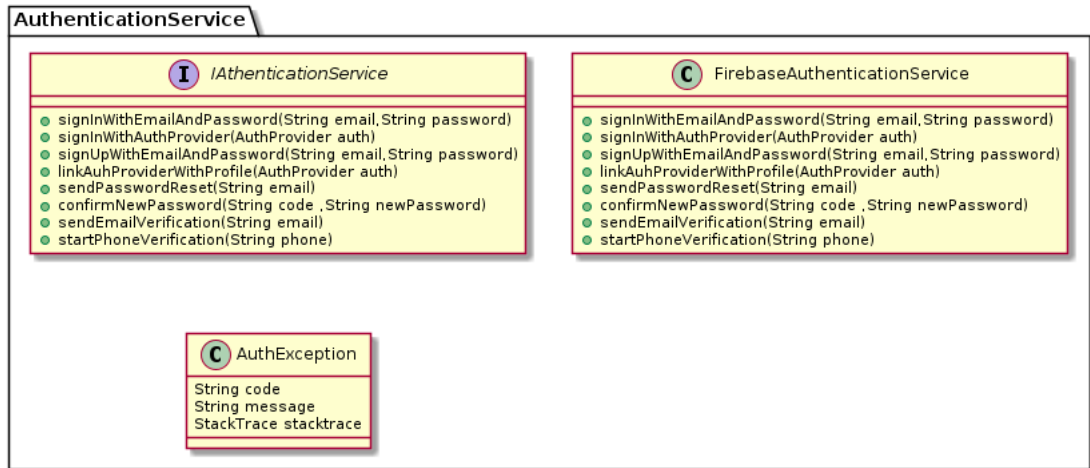 AuthenticationService
I IAthenticationService
signInWithEmailAndPassword(String email,String password)
signInWithAuthProvider(AuthProvider auth)
signUpWithEmailAndPassword(String email,String password)
linkAuhProviderWithProfile(AuthProvider auth)
sendPasswordReset(String email)
confirmNewPassword(String code ,String newPassword)
sendEmailVerification(String email)
startPhoneVerification(String phone)
C FirebaseAuthenticationService
signInWithEmailAndPassword(String email,String password)
signInWithAuthProvider(AuthProvider auth)
signUpWithEmailAndPassword(String email,String password)
linkAuhProviderWithProfile(AuthProvider auth)
sendPasswordReset(String email)
confirmNewPassword(String code ,String newPassword)
sendEmailVerification(String email)
startPhoneVerification(String phone)
C AuthException
String code
String message
StackTrace stacktrace